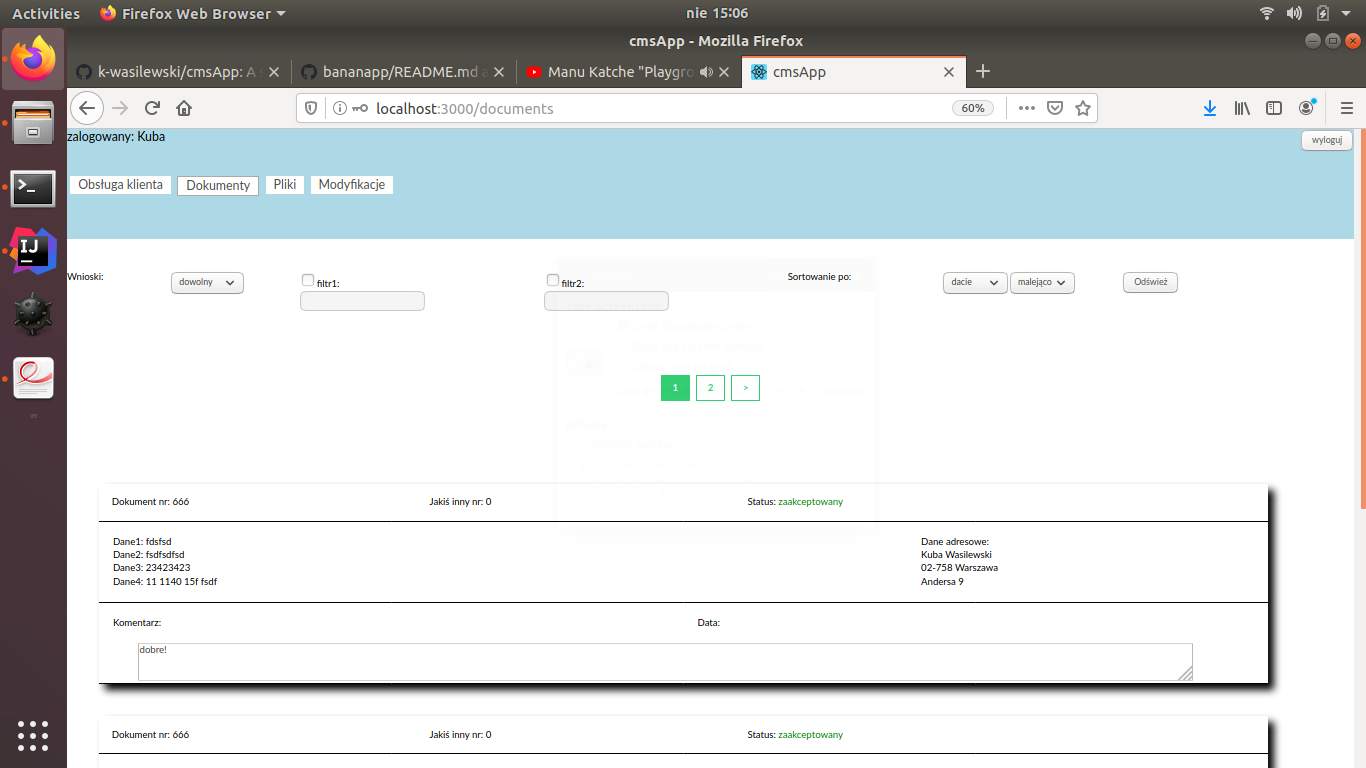 Activities Firefox Web Browser nie 15:06
cmsApp - Mozilla Firefox
k-wasilewski/cmsApp: A bananapp/README.md a Manu Katche "Playgro cmsApp
localhost:3000/documents 60%
zalogowany: Kuba wyloguj
Obsługa klienta Dokumenty Pliki Modyfikacje
Wnioski: dowolny filtr1: filtr2: Sortowanie po: dacie malejąco Odśwież
1 2 >
Dokument nr: 666 Jakiś inny nr: 0 Status: zaakceptowany
Dane1: fdsfsd Dane adresowe:
Dane2: fsdfsdfsd Kuba Wasilewski
Dane3: 23423423 02-758 Warszawa
Dane4: 11 1140 15f fsdf Andersa 9
Komentarz: Data:
dobre!
Dokument nr: 666 Jakiś inny nr: 0 Status: zaakceptowany